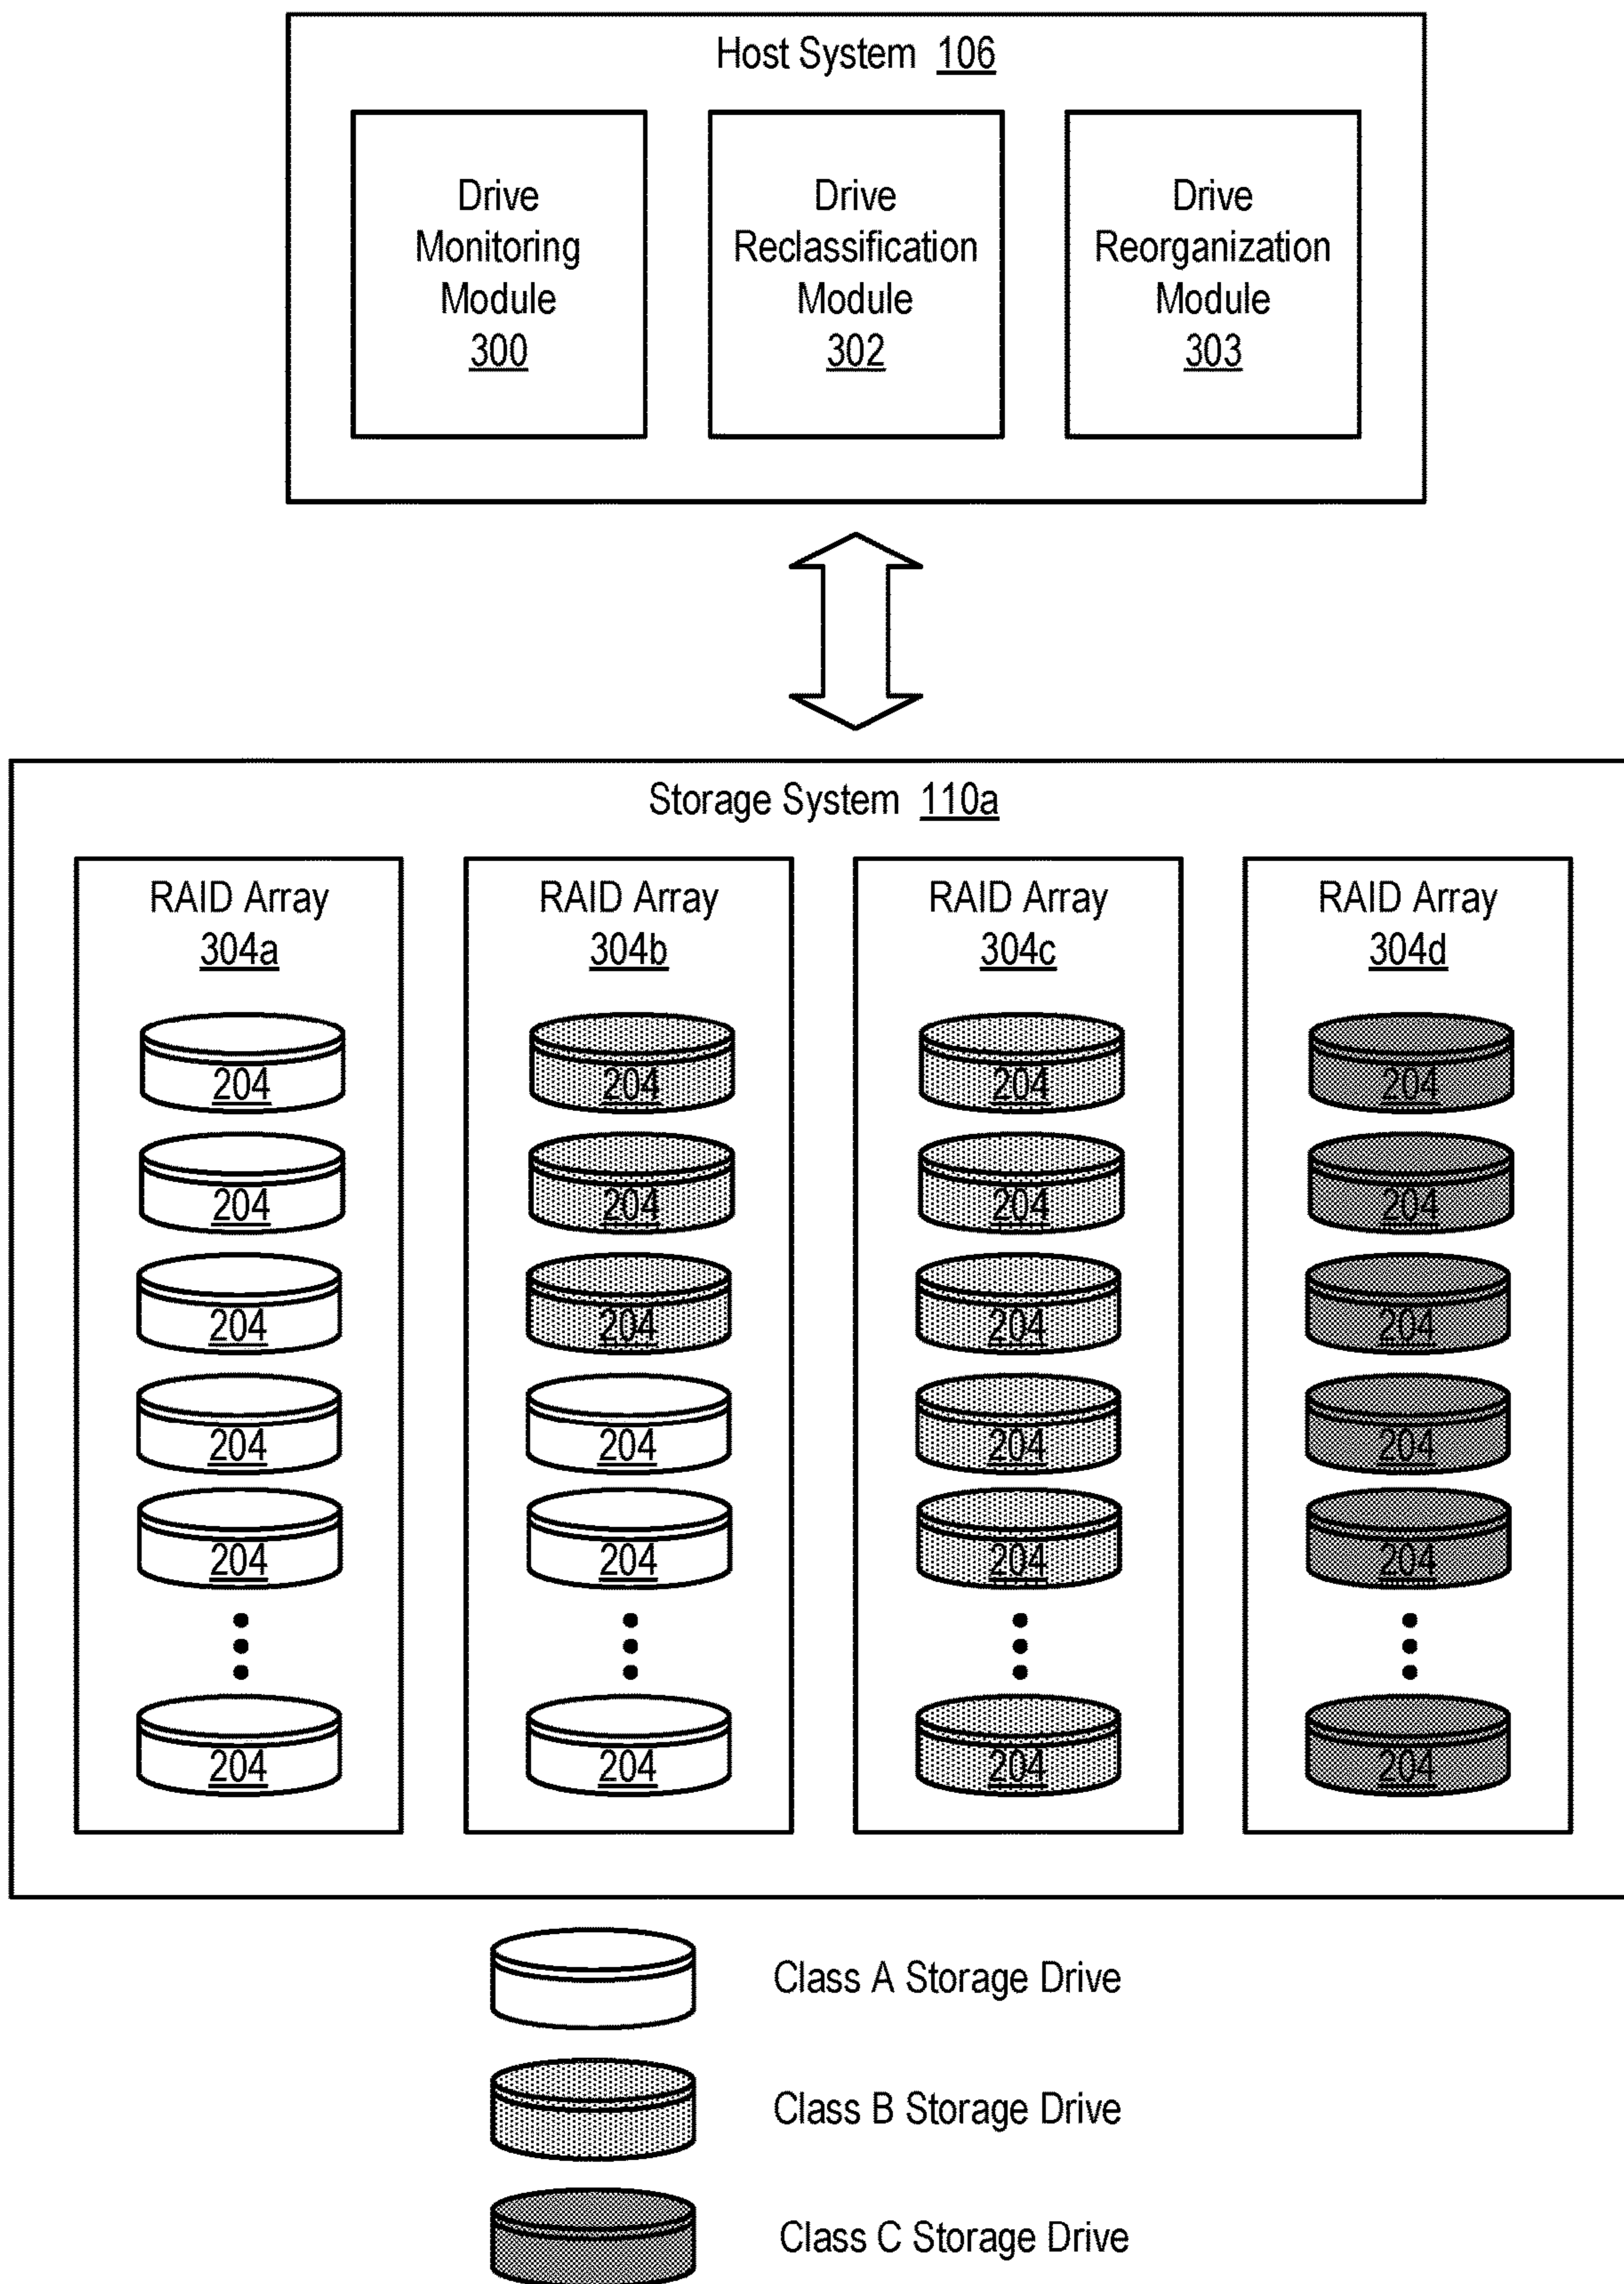 Host System 106
Drive
Monitoring
Module
300
Drive
Reclassification
Module
302
Drive
Reorganization
Module
303
Storage System 110a
RAID Array
304a
204
204
204
204
204
204
RAID Array
304b
204
204
204
204
204
204
RAID Array
304c
204
204
204
204
204
204
RAID Array
304d
204
204
204
204
204
204
Class A Storage Drive
Class B Storage Drive
Class C Storage Drive